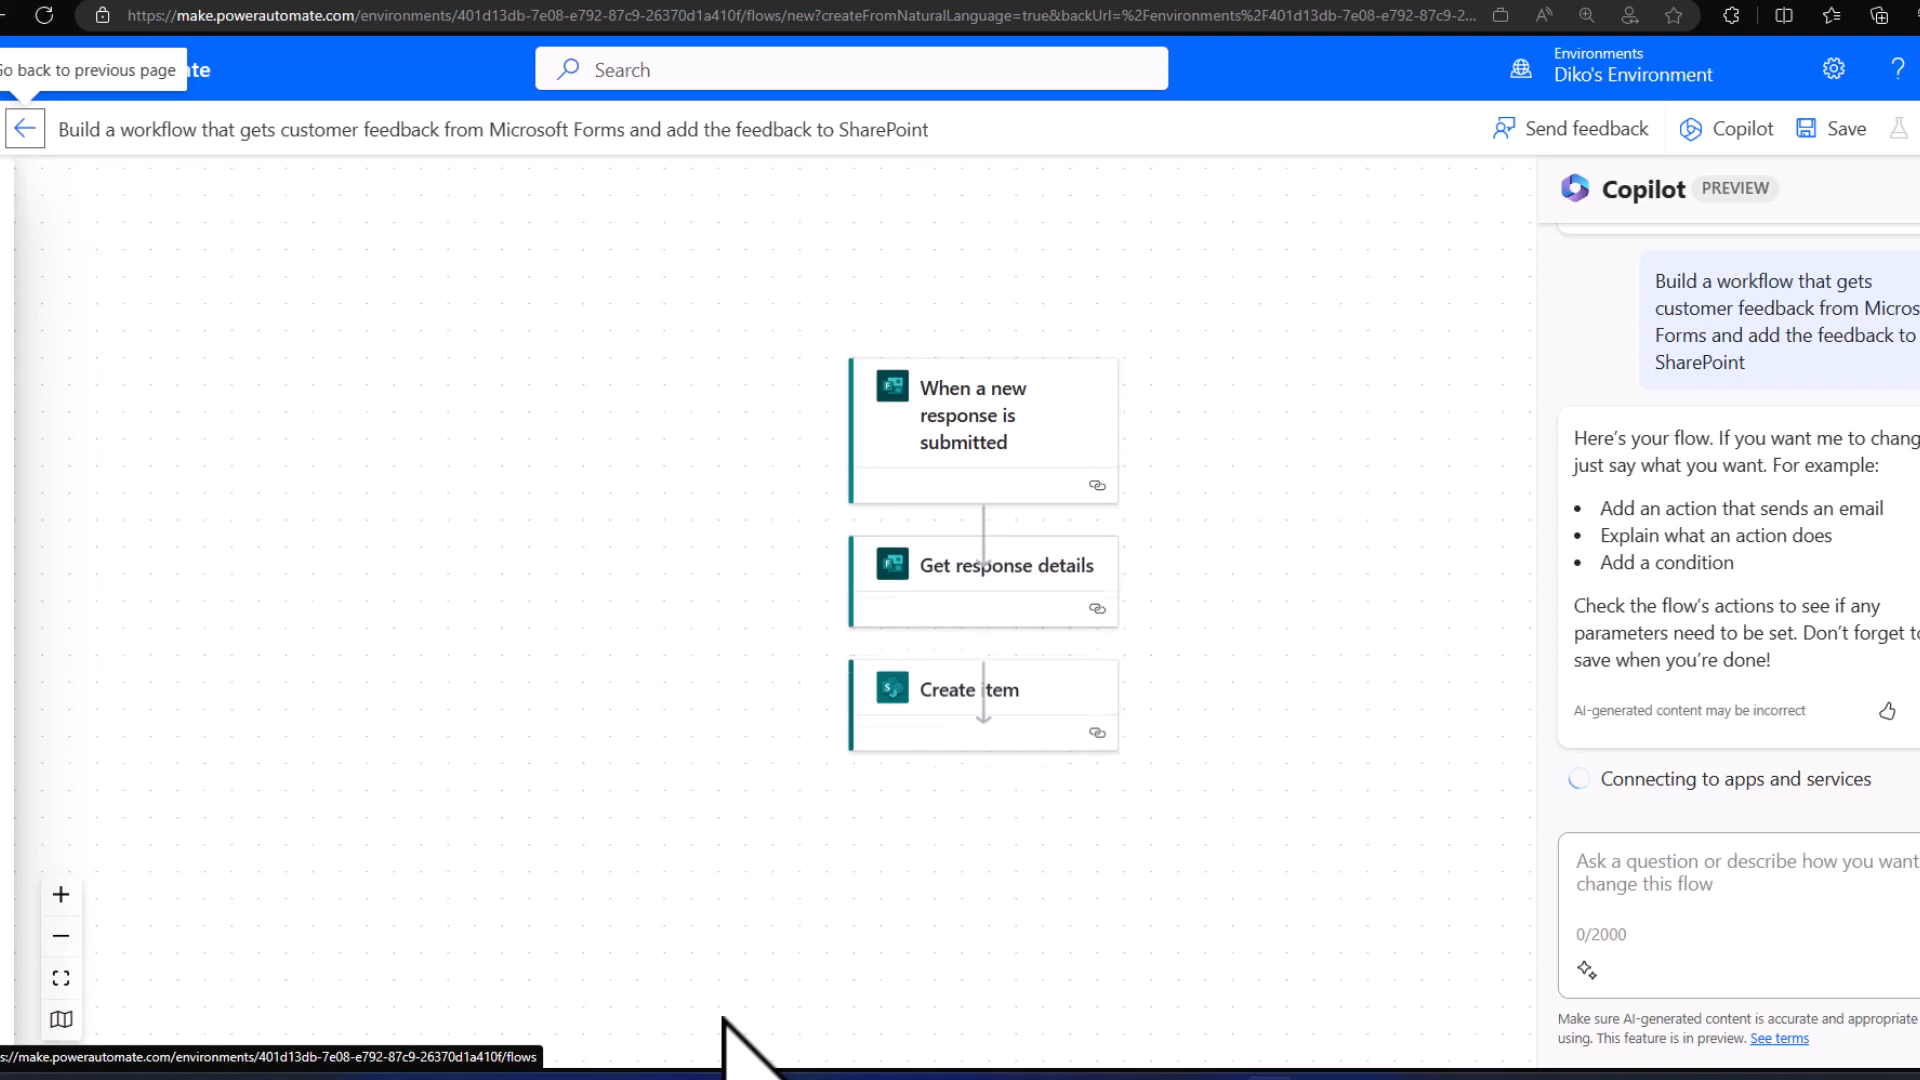 https://make.powerautomate.com/environments/401d13db-7e08-e792-87c9-26370d1a410f/flows/new?createFromNaturalLanguage=true&backUrl=%2Fenvironments%2F401d13db-7e08-e792-87c9-2...
Go back to previous page
te
Search
Environments
Diko's Environment
Build a workflow that gets customer feedback from Microsoft Forms and add the feedback to SharePoint
Send feedback
Copilot
Save
Copilot PREVIEW
Build a workflow that gets
customer feedback from Micros
Forms and add the feedback to
SharePoint
When a new
response is
submitted
Get response details
Create item
Here's your flow. If you want me to chang
just say what you want. For example:
• Add an action that sends an email
• Explain what an action does
• Add a condition
Check the flow's actions to see if any
parameters need to be set. Don't forget to
save when you're done!
AI-generated content may be incorrect
Connecting to apps and services
Ask a question or describe how you want
change this flow
0/2000
Make sure AI-generated content is accurate and appropriate
using. This feature is in preview. See terms
s://make.powerautomate.com/environments/401d13db-7e08-e792-87c9-26370d1a410f/flows